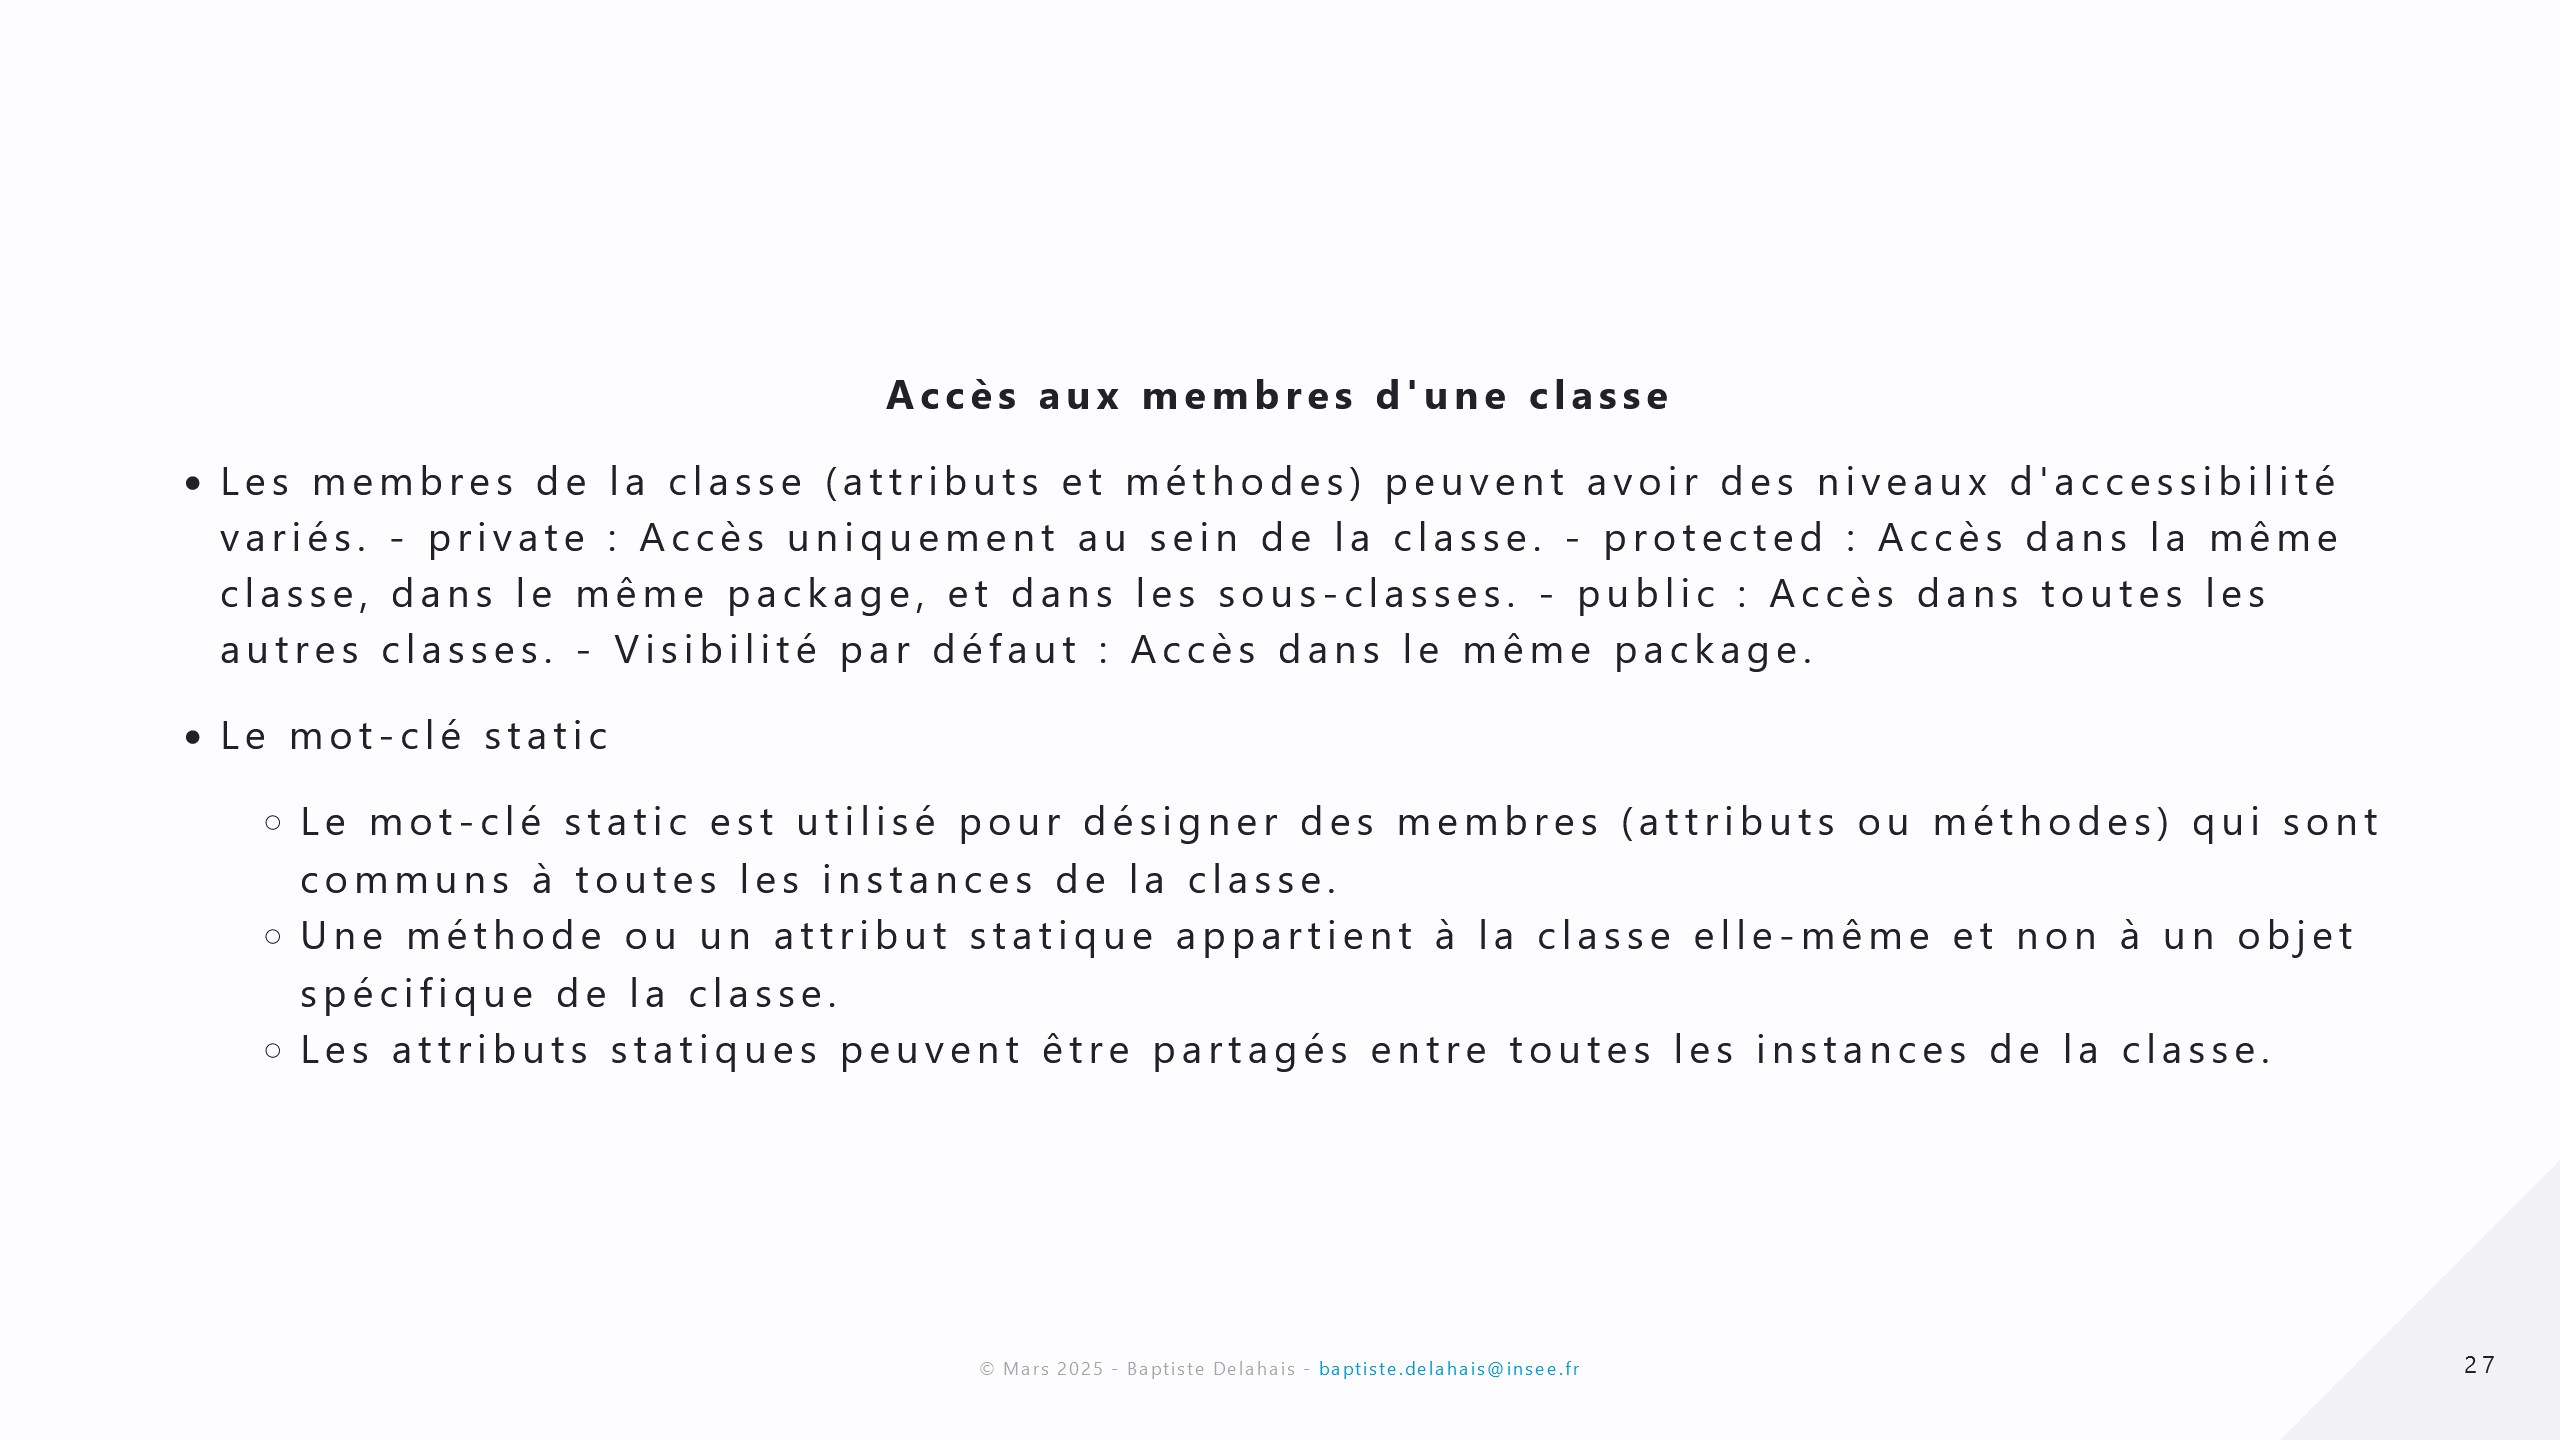 Accès aux membres d'une classe
• Les membres de la classe (attributs et méthodes) peuvent avoir des niveaux d'accessibilité
variés. - private : Accès uniquement au sein de la classe. - protected : Accès dans la même
classe, dans le même package, et dans les sous-classes. - public : Accès dans toutes les
autres classes. - Visibilité par défaut : Accès dans le même package.
• Le mot-clé static
○ Le mot-clé static est utilisé pour désigner des membres (attributs ou méthodes) qui sont
communs à toutes les instances de la classe.
○ Une méthode ou un attribut statique appartient à la classe elle-même et non à un objet
spécifique de la classe.
○ Les attributs statiques peuvent être partagés entre toutes les instances de la classe.
© Mars 2025 - Baptiste Delahais - baptiste.delahais@insee.fr
27